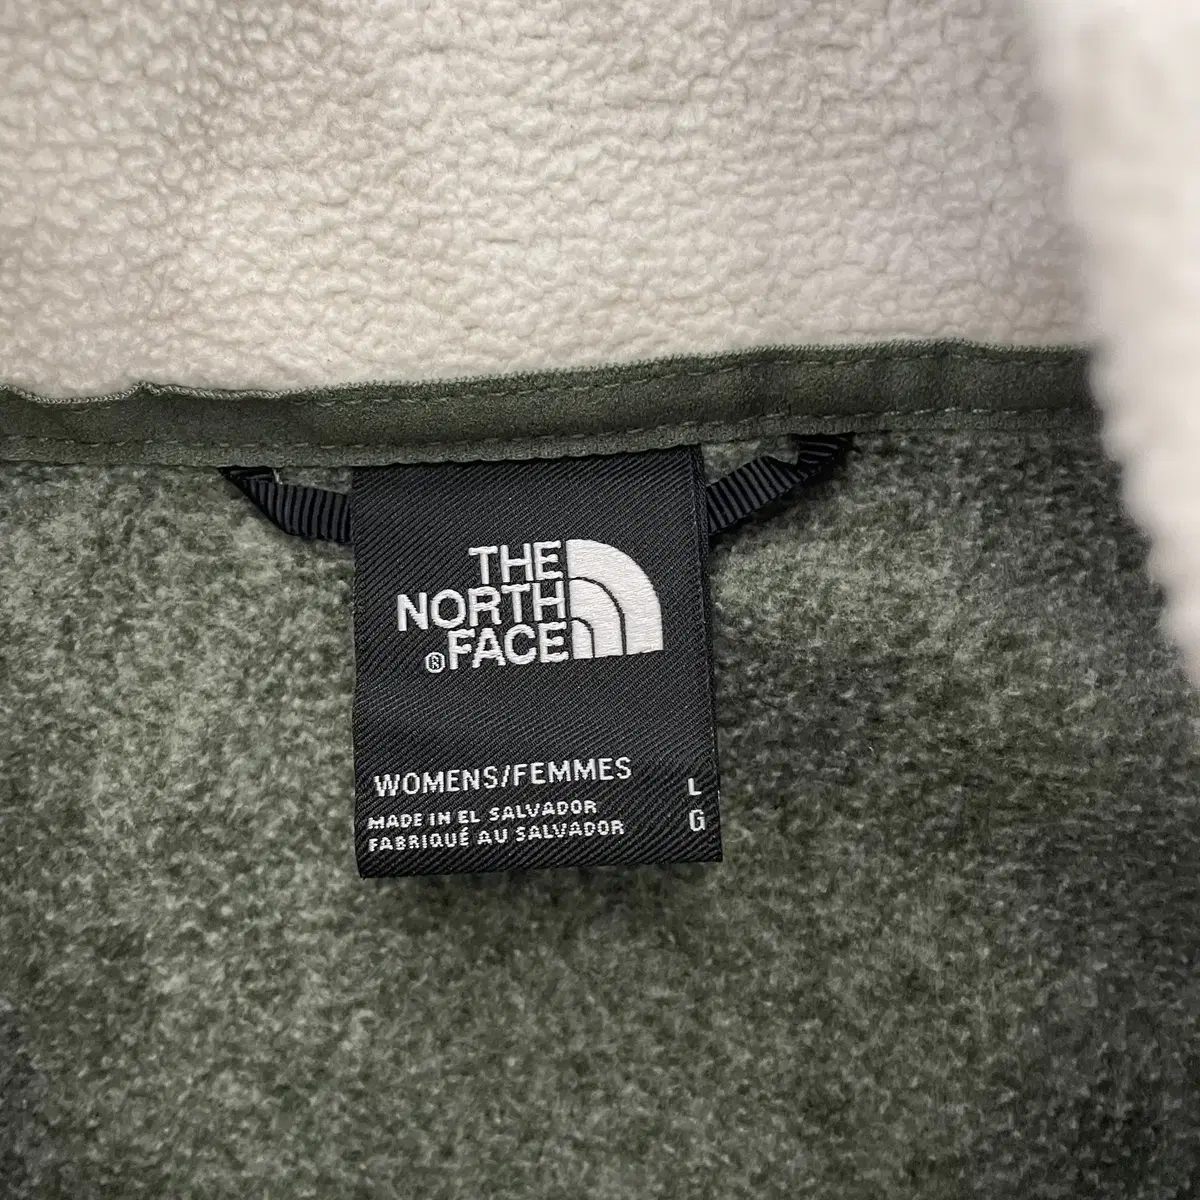 THE
NORTH
®FACE
WOMENS/FEMMES
L
MADE IN EL SALVADOR
G
FABRIQUÉ AU SALVADOR